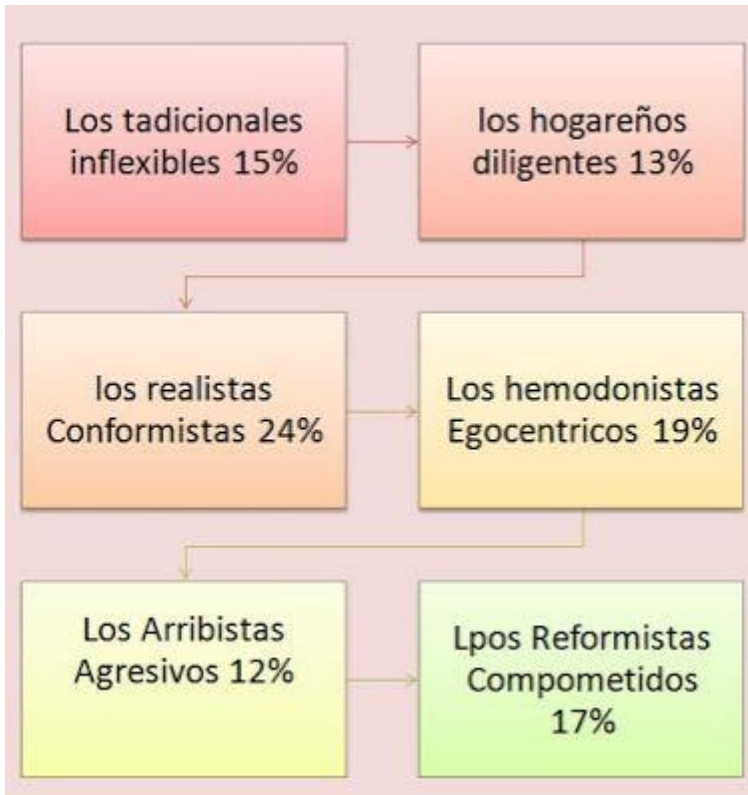 Los tadicionales
inflexibles 15%
los hogareños
diligentes 13%
los realistas
Conformistas 24%
Los hemodonistas
Egocentricos 19%
Los Arribistas
Agresivos 12%
Lpos Reformistas
Compometidos
17%